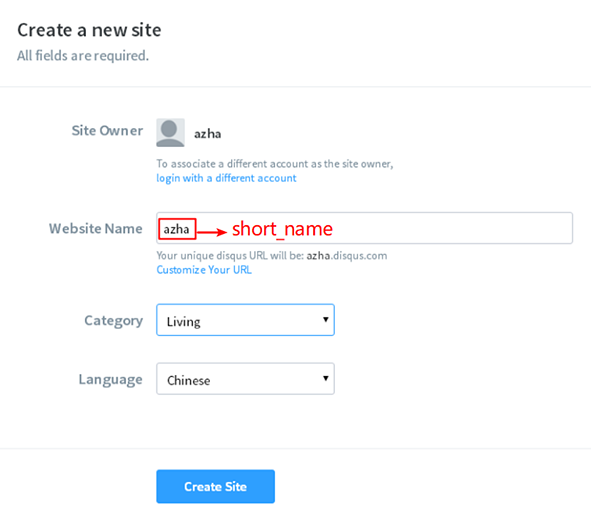 Create a new site
All fields are required.
Site Owner azha
To associate a different account as the site owner,
login with a different account
Website Name azha short_name
Your unique disqus URL will be: azha.disqus.com
Customize Your URL
Category Living
Language Chinese
Create Site